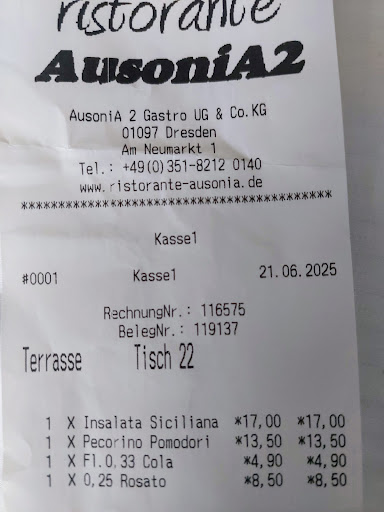 ristorante
AusoniA2
AusoniA 2 Gastro UG & Co.KG
01097 Dresden
Am Neumarkt 1
Tel.: +49(0)351-8212 0140
www.ristorante-ausonia.de
******************************************
Kasse1
#0001 Kasse1 21.06.2025
RechnungNr.: 116575
BelegNr.: 119137
Terrasse Tisch 22
1 X Insalata Siciliana *17,00 *17,00
1 X Pecorino Pomodori *13,50 *13,50
1 X Fl.0,33 Cola *4,90 *4,90
1 X 0,25 Rosato *8,50 *8,50